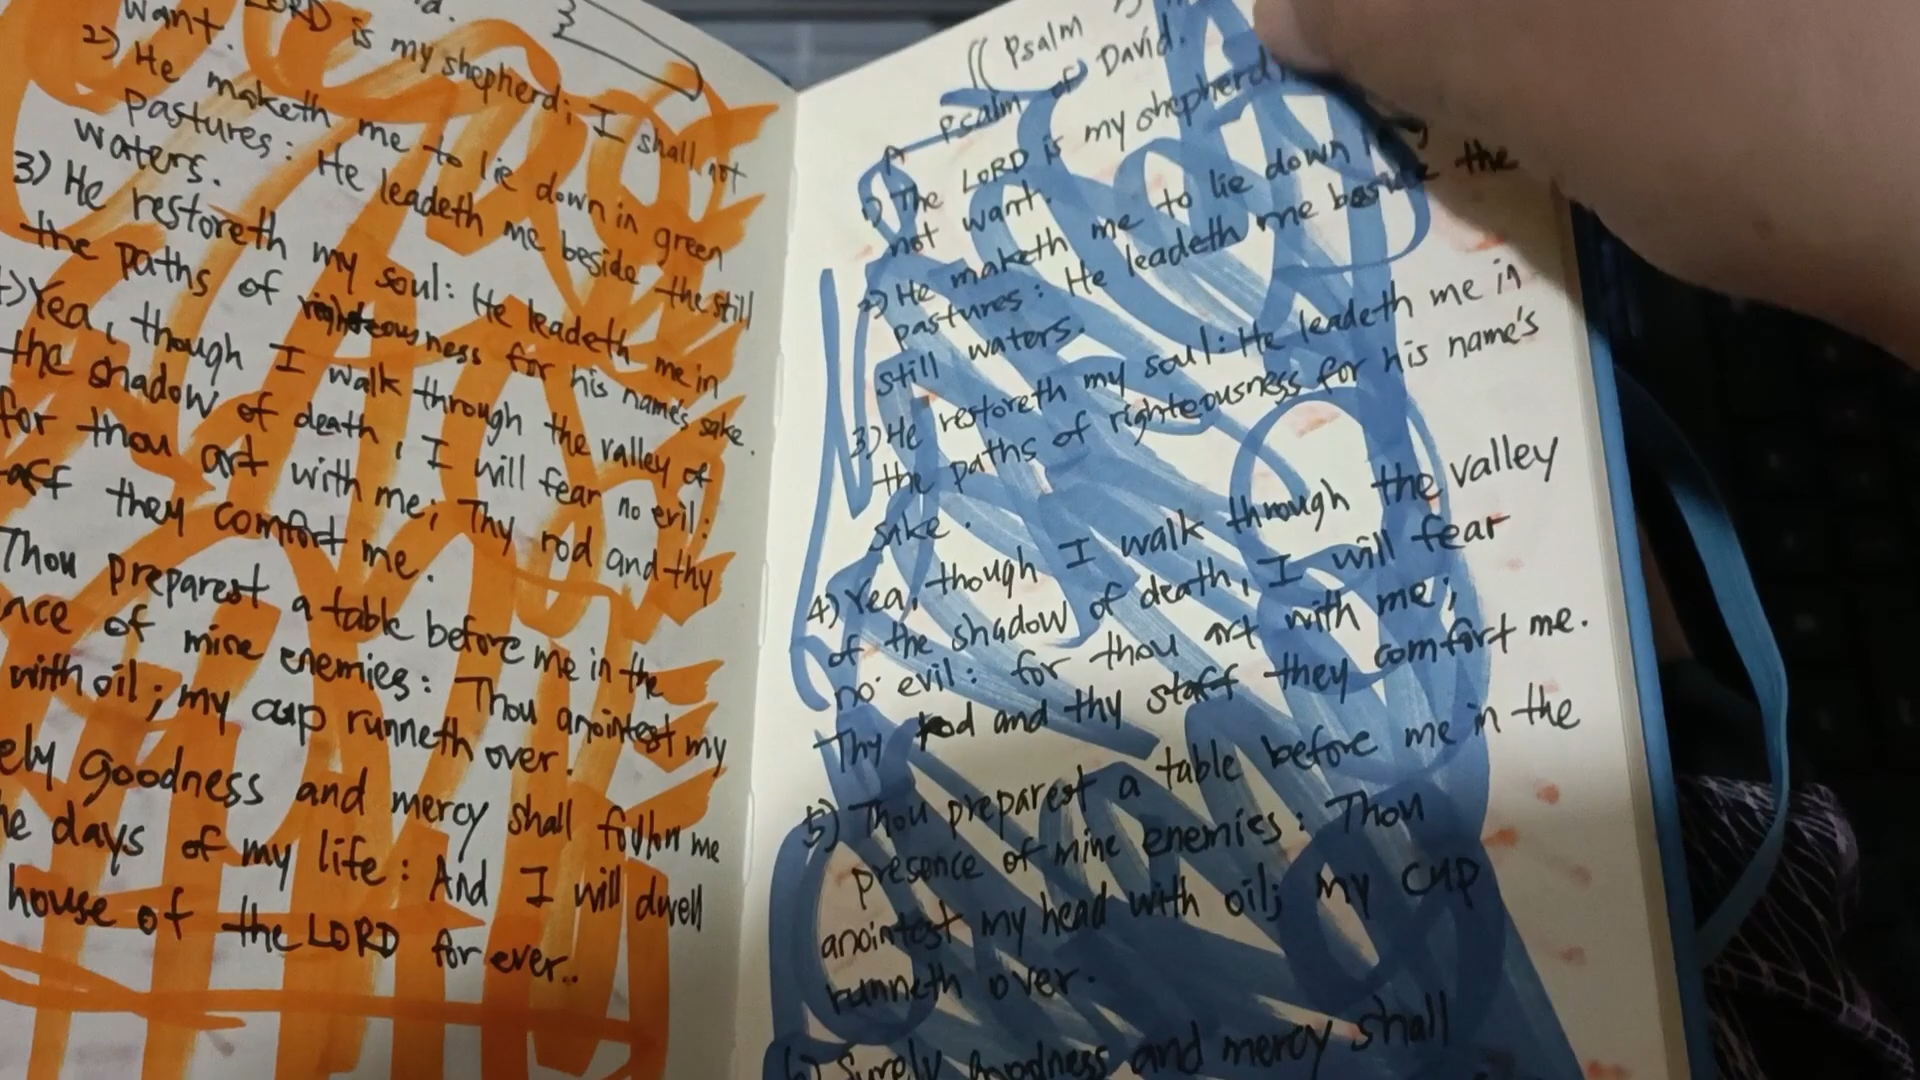 want. LORD is my shepherd; I shall not
2) He maketh me to lie down in green
pastures: He leadeth me beside the still
waters.
3) He restoreth my soul: He leadeth me in
the paths of righteousness for his name's sake.
Yea, though I walk through the valley of
the shadow of death, I will fear no evil:
for thou art with me; Thy rod and thy
they comfort me.
Thou preparest a table before me in the
of mine enemies: Thou anointest my
with oil; my cup runneth over.
goodness and mercy shall follow me
days of my life: And I will dwell
house of the LORD for ever..
Psalm
A psalm of David.
1) The LORD is my shepherd
not want.
2) He maketh me to lie down
pastures: He leadeth me beside the
still waters.
3) He restoreth my soul: He leadeth me in
the paths of righteousness for his name's
sake.
4) Yea, though I walk through the valley
of the shadow of death, I will fear
no evil: for thou art with me;
Thy rod and thy staff they comfort me.
5) Thou preparest a table before me in the
presence of mine enemies: Thou
anointest my head with oil; my cup
runneth over.
6) Surely goodness and mercy shall